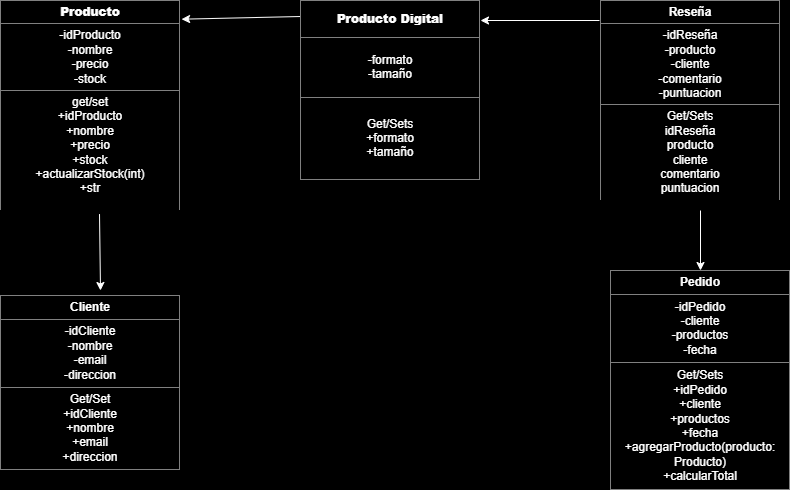 Producto
-idProducto
-nombre
-precio
-stock
get/set
+idProducto
+nombre
+precio
+stock
+actualizarStock(int)
+str
Producto Digital
-formato
-tamaño
Get/Sets
+formato
+tamaño
Reseña
-idReseña
-producto
-cliente
-comentario
-puntuacion
Get/Sets
idReseña
producto
cliente
comentario
puntuacion
Cliente
-idCliente
-nombre
-email
-direccion
Get/Set
+idCliente
+nombre
+email
+direccion
Pedido
-idPedido
-cliente
-productos
-fecha
Get/Sets
+idPedido
+cliente
+productos
+fecha
+agregarProducto(producto:
Producto)
+calcularTotal